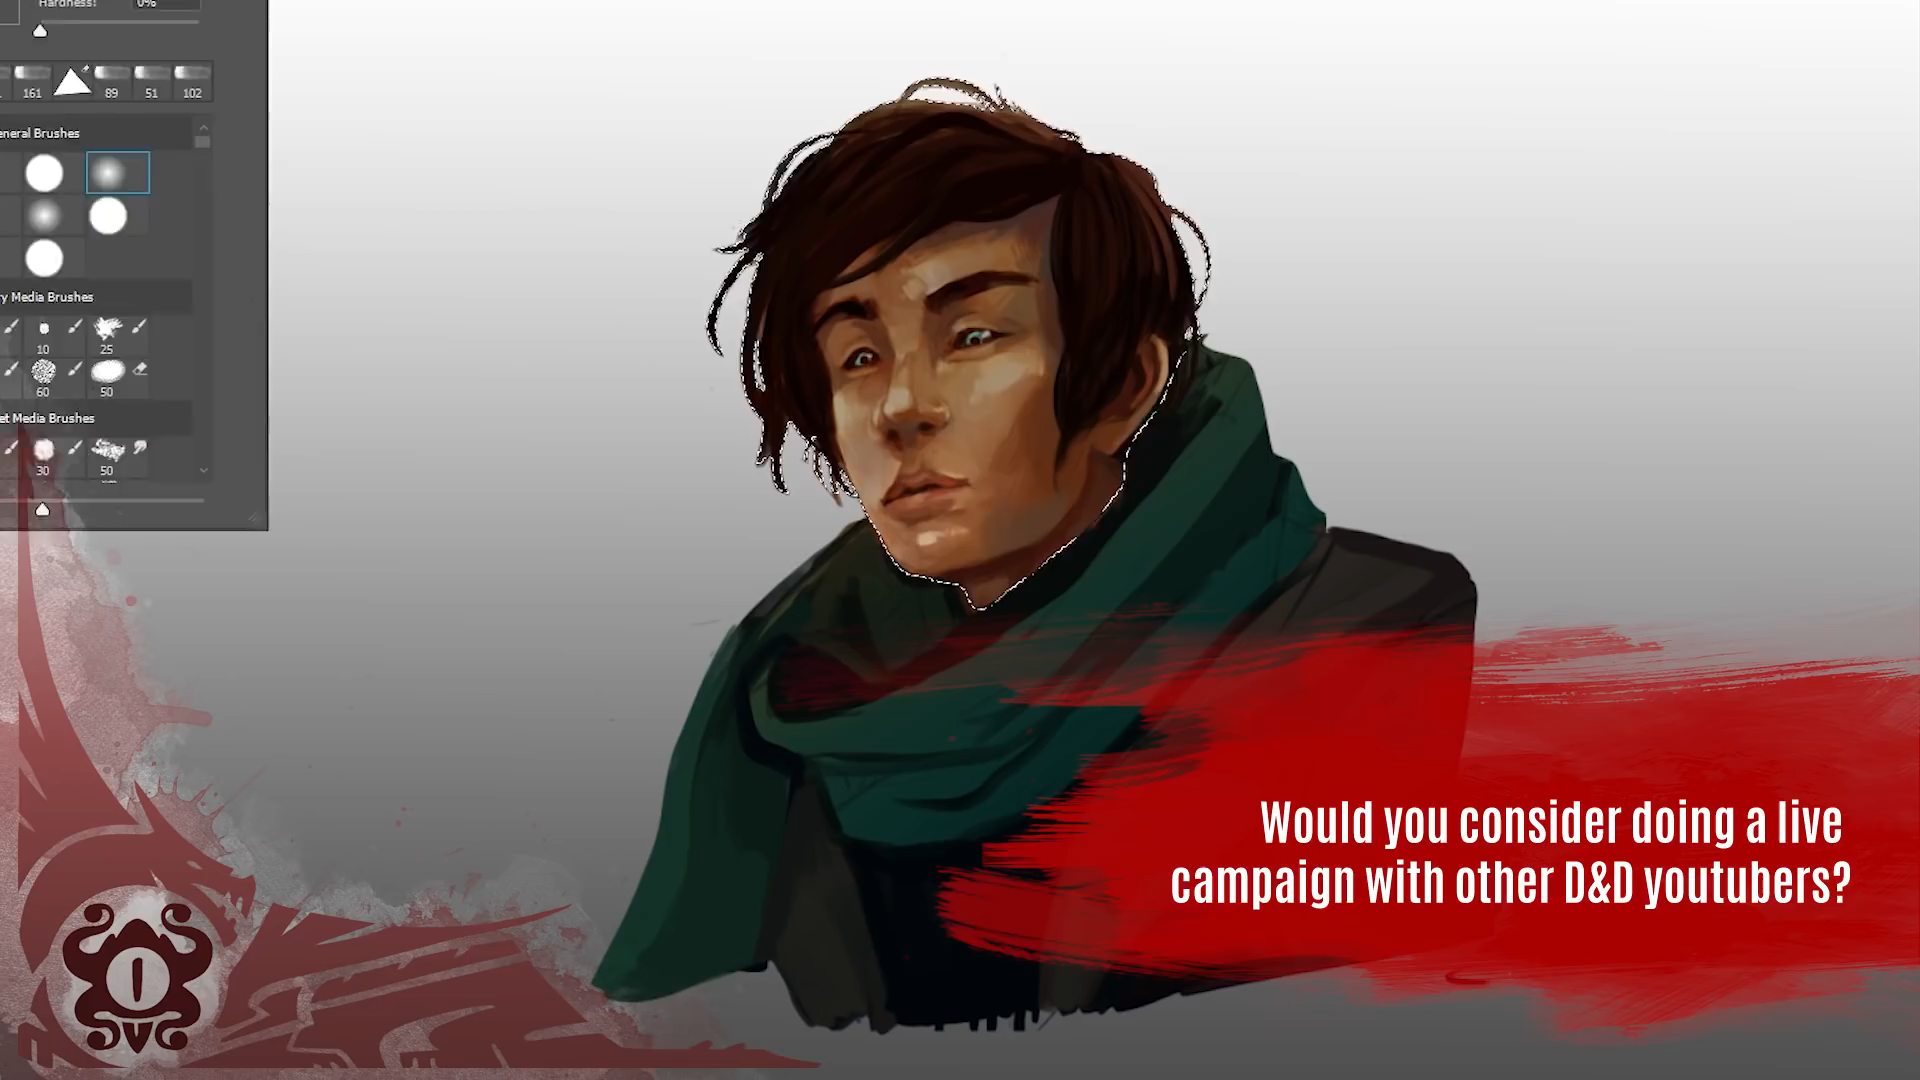 Hardness:
0%
161
89
51
102
eneral Brushes
ry Media Brushes
10
25
60
50
et Media Brushes
30
50
Would you consider doing a live
campaign with other D&D youtubers?